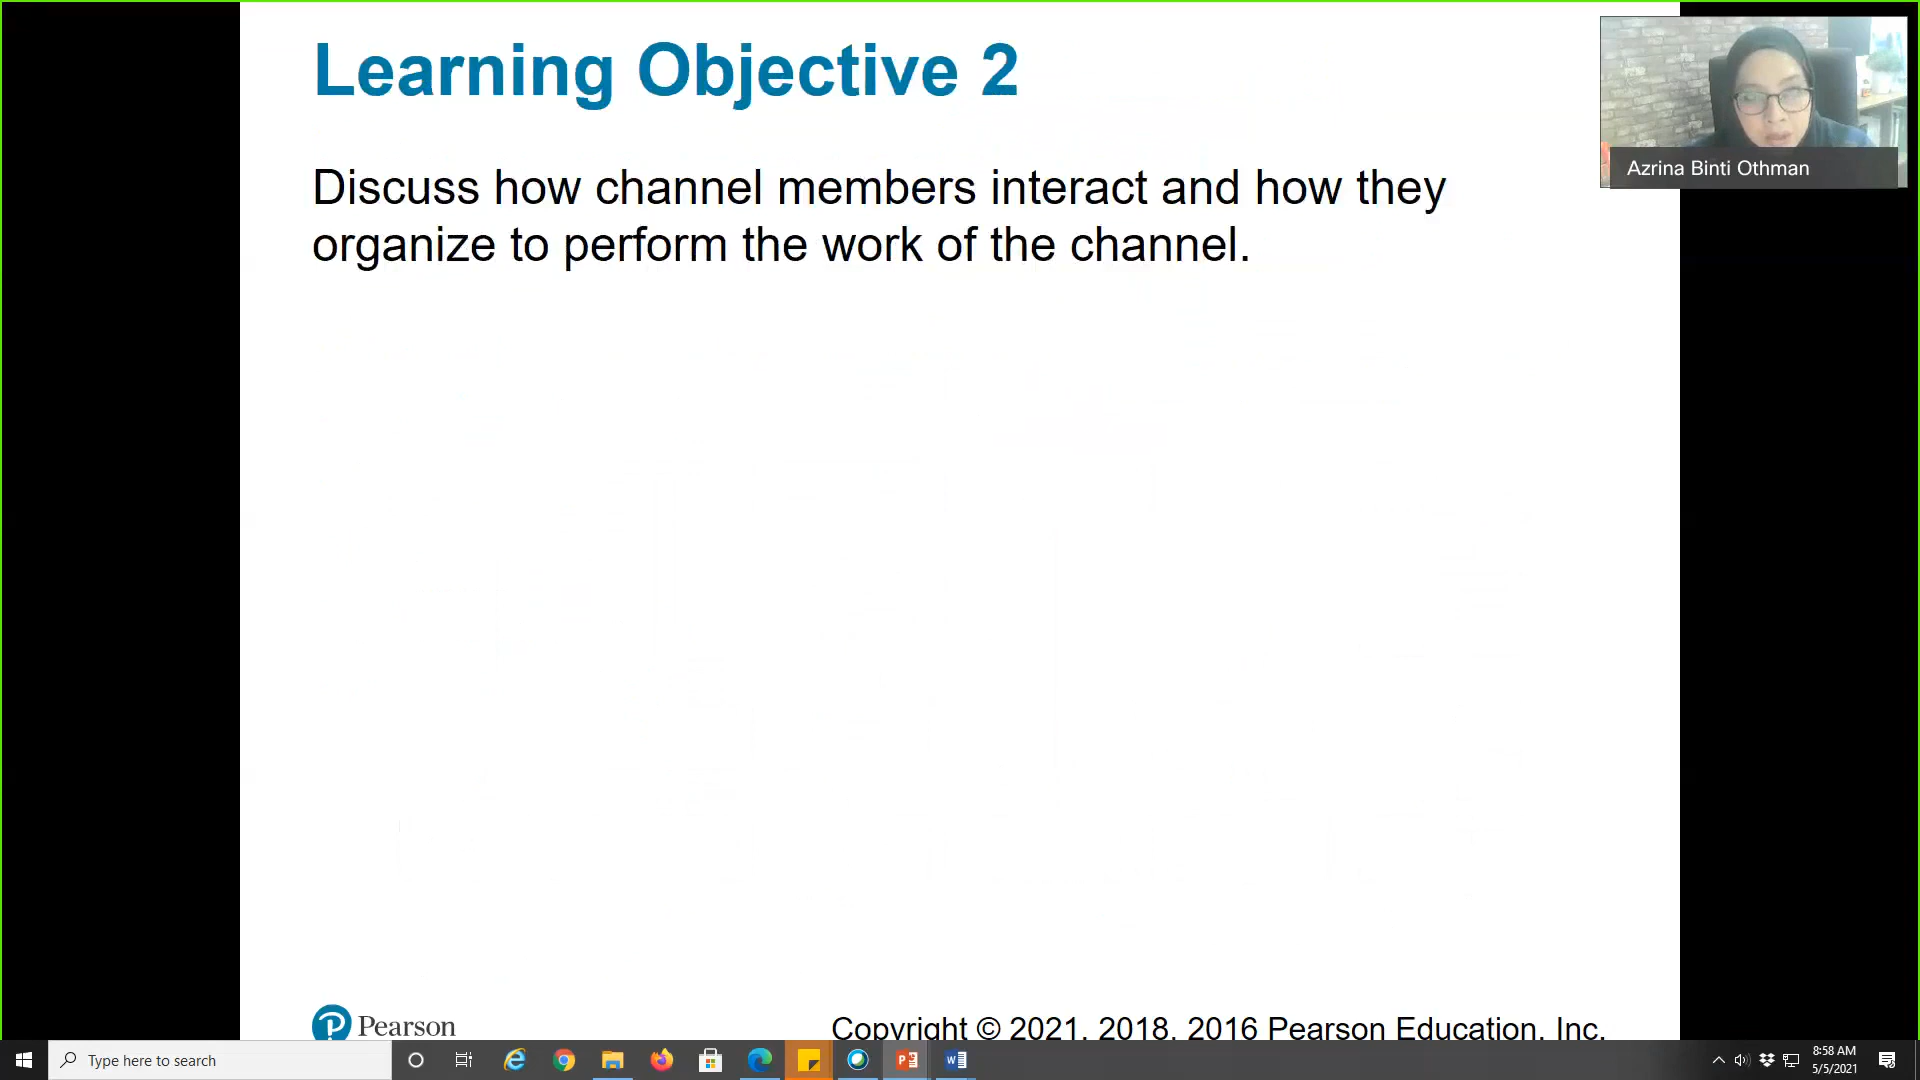 Learning Objective 2
Azrina Binti Othman
Discuss how channel members interact and how they
organize to perform the work of the channel.
Pearson
Copyright © 2021, 2018, 2016 Pearson Education, Inc.
Type here to search
8:58 AM
5/5/2021